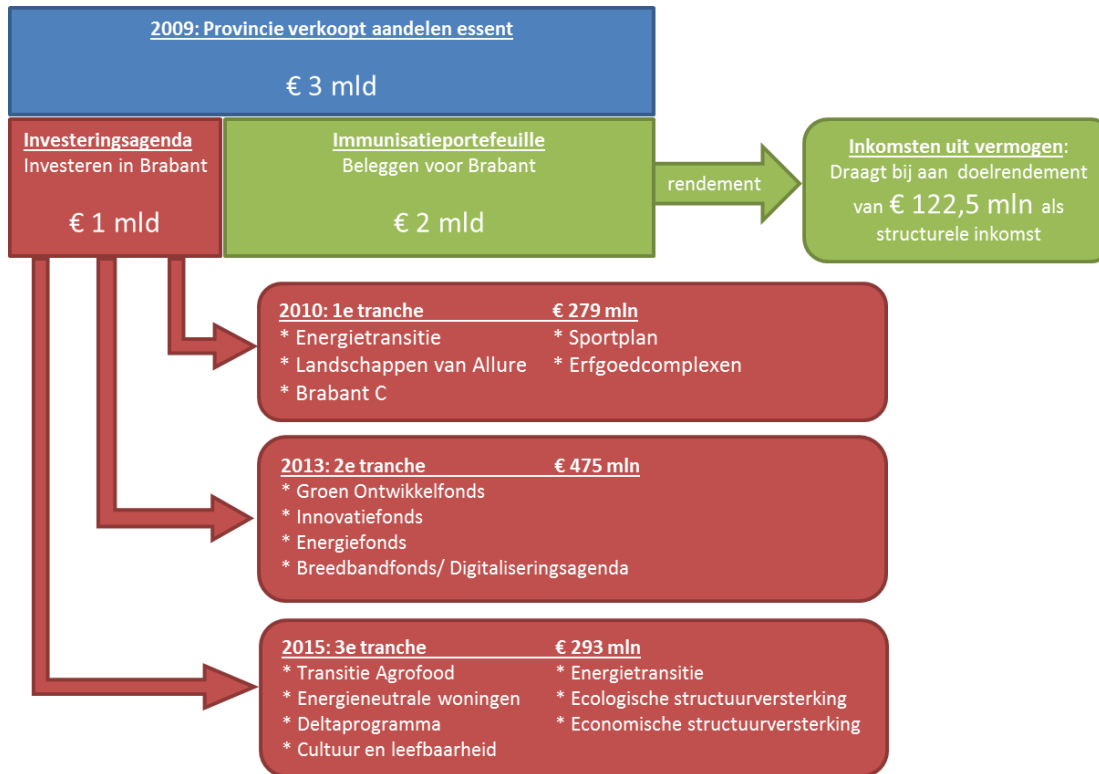 2009: Provincie verkoopt aandelen essent
€ 3 mld
Investeringsagenda
Investeren in Brabant
€ 1 mld
Immunisatieportefeuille
Beleggen voor Brabant
€ 2 mld
rendement
Inkomsten uit vermogen:
Draagt bij aan doelrendement
van € 122,5 mln als
structurele inkomst
2010: 1e tranche € 279 mln
* Energietransitie * Sportplan
* Landschappen van Allure * Erfgoedcomplexen
* Brabant C
2013: 2e tranche € 475 mln
* Groen Ontwikkelfonds
* Innovatiefonds
* Energiefonds
* Breedbandfonds/ Digitaliseringsagenda
2015: 3e tranche € 293 mln
* Transitie Agrofood * Energietransitie
* Energieneutrale woningen * Ecologische structuurversterking
* Deltaprogramma * Economische structuurversterking
* Cultuur en leefbaarheid